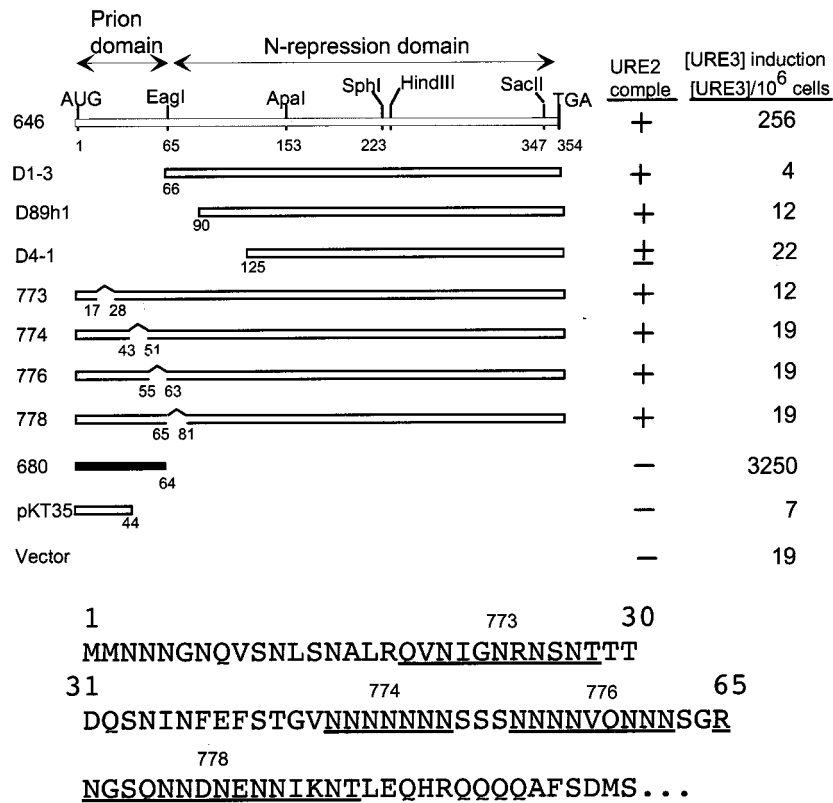 Prion domain
N-repression domain
URE2 comple
[URE3] induction [URE3]/10^6 cells
AUG EagI ApaI SphI HindIII SacII TGA
646 + 256
1 65 153 223 347 354
D1-3 + 4
66
D89h1 + 12
90
D4-1 ± 22
125
773 + 12
17 28
774 + 19
43 51
776 + 19
55 63
778 + 19
65 81
680 − 3250
64
pKT35 − 7
44
Vector − 19
1 773 30
MMNNNGNQVSNLSNALRQVNIGNRNSNTTT
31 774 776 65
DQSNINFEFSTGVNNNNNNNSSSNNNNVQNNNSGR
778
NGSQNNDNENNIKNTLEQHRQQQQAFSDMS...